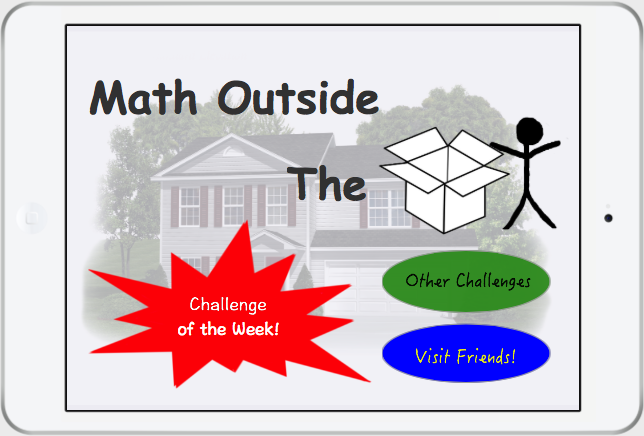 Math Outside
The
Challenge
of the Week!
Other Challenges
Visit Friends!